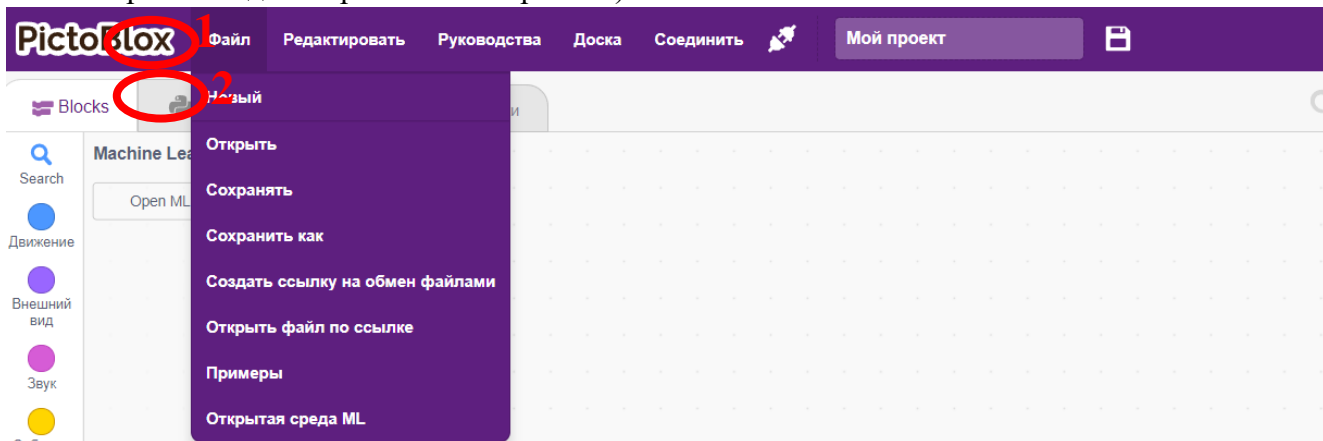 PictoBlox 1 Файл Редактировать Руководства Доска Соединить Мой проект
Blocks 2 Новый и
Search Machine Lea Открыть
Open ML Сохранять
Движение Сохранить как
Создать ссылку на обмен файлами
Внешний вид Открыть файл по ссылке
Примеры
Звук
Открытая среда ML